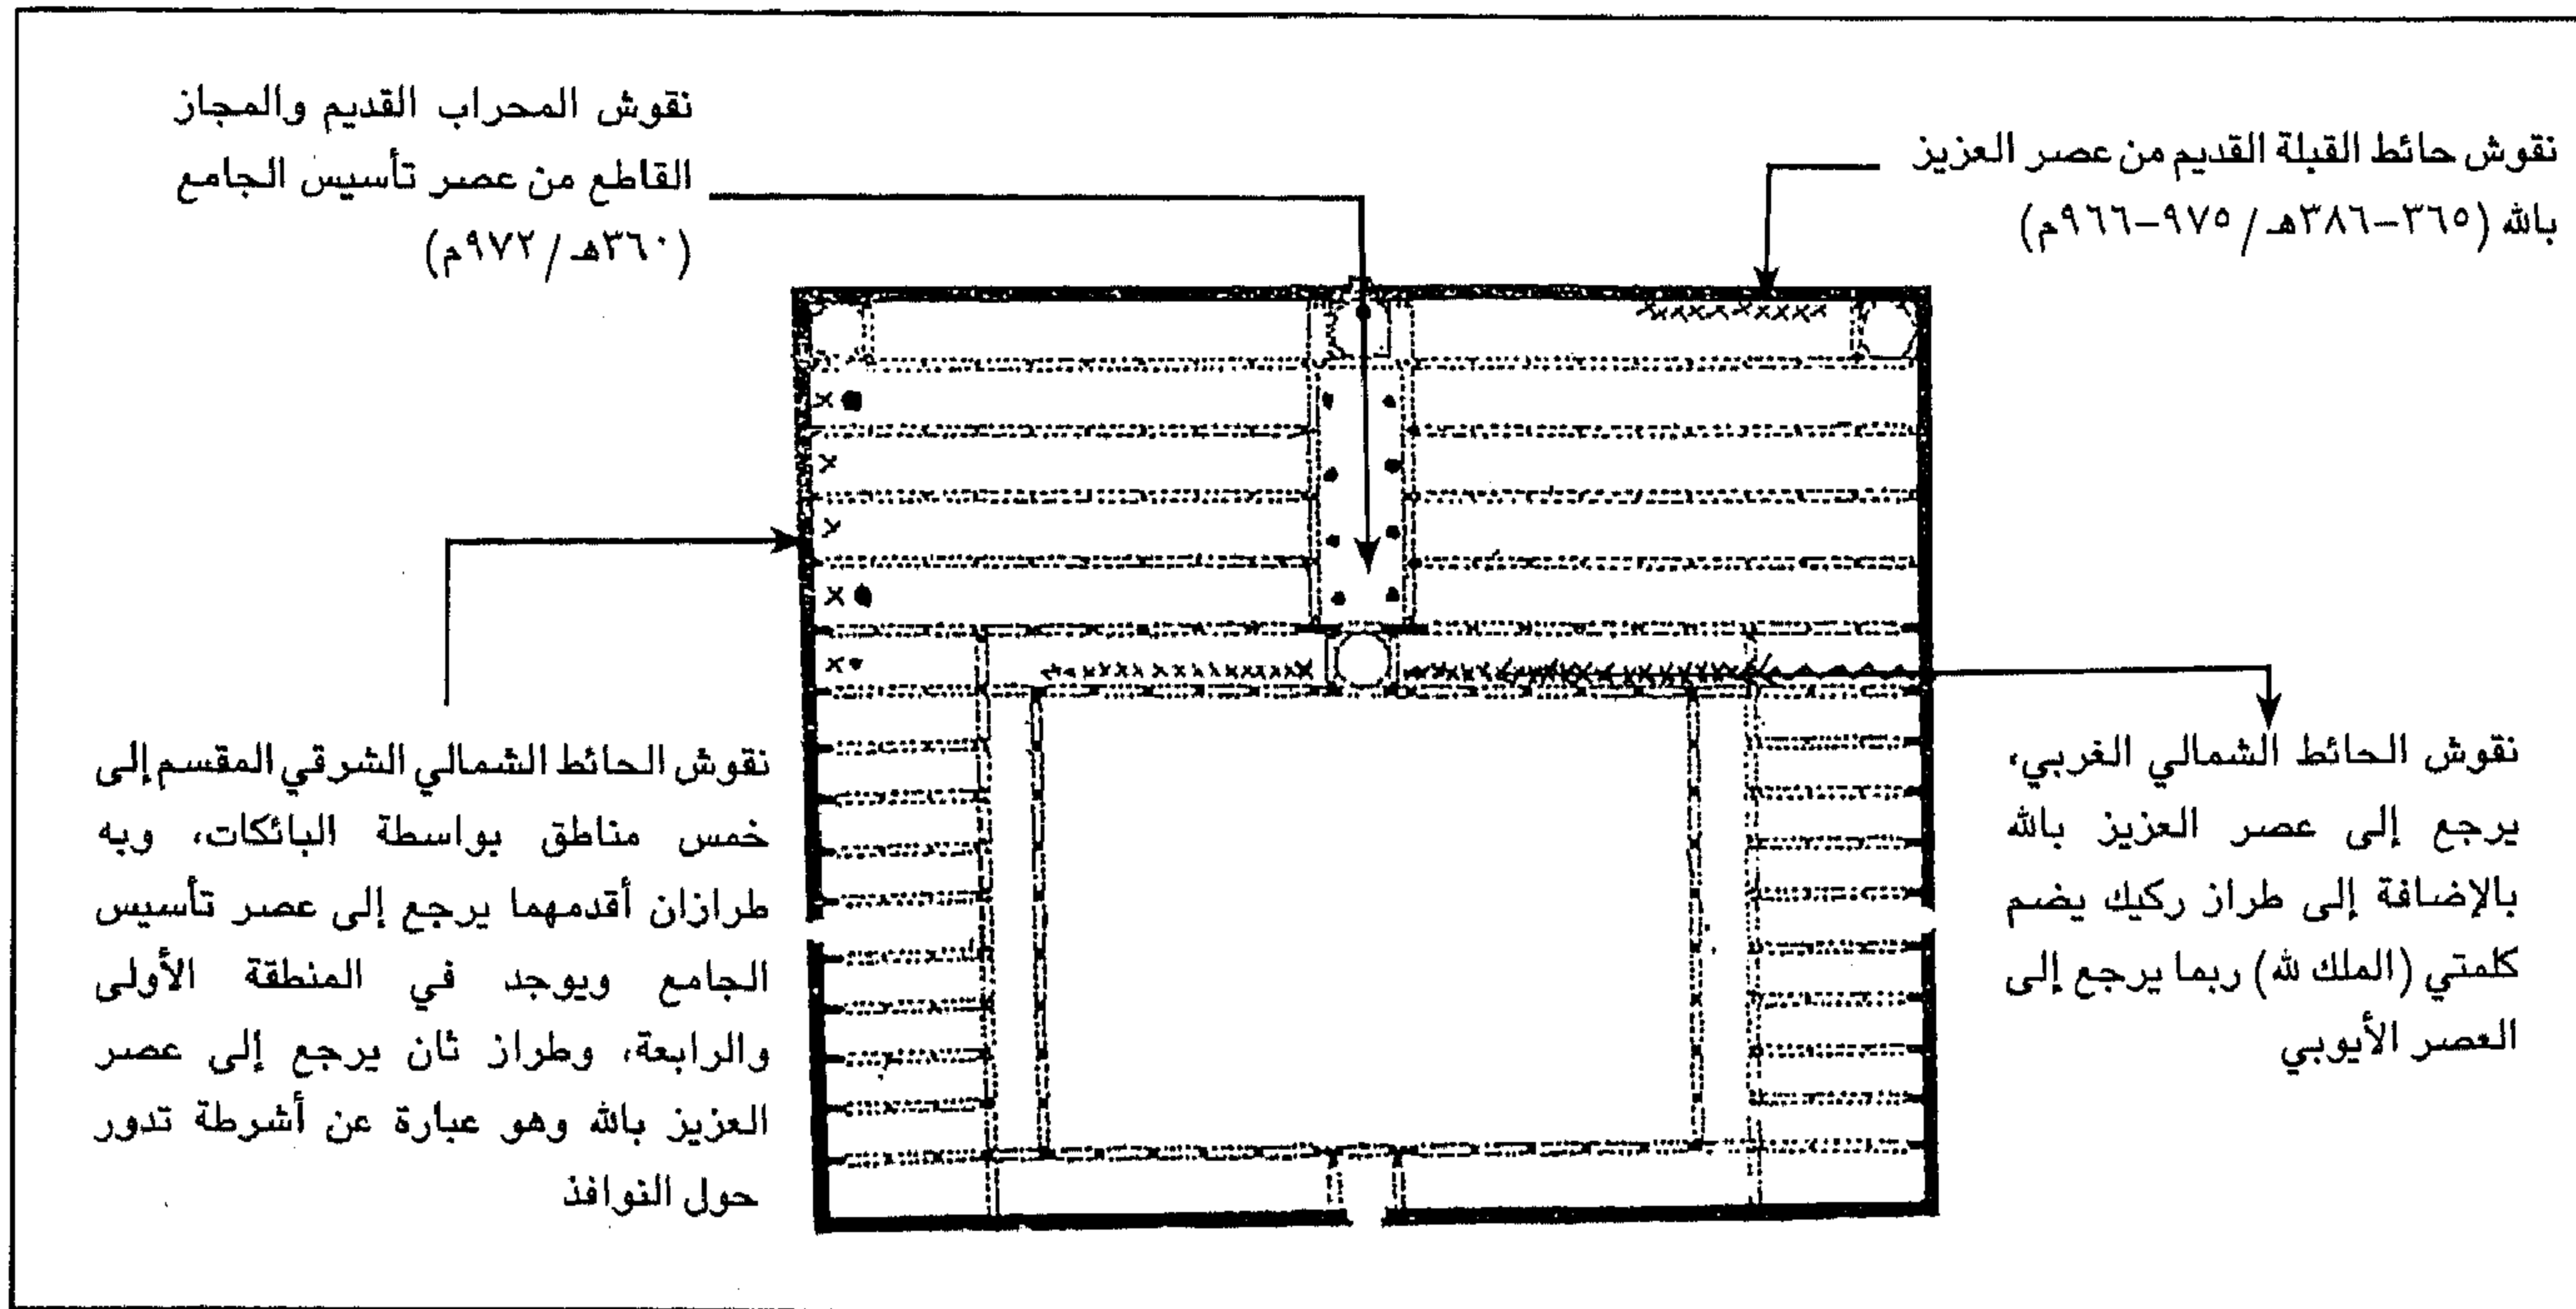 نقوش حائط القبلة القديم من عصر العزيز
بالله (٣٦٥-٣٨٦هـ/٩٧٥-٩٦٦م)
نقوش المحراب القديم والمجاز
القاطع من عصر تأسيس الجامع
(٣٦٠هـ/٩٧٢م)
نقوش الحائط الشمالي الغربي،
يرجع إلى عصر العزيز بالله
بالإضافة إلى طراز ركيك يضم
كلمتي (الملك لله) ربما يرجع إلى
العصر الأيوبي
نقوش الحائط الشمالي الشرقي المقسم إلى
خمس مناطق بواسطة البائكات، وبه
طرازان أقدمهما يرجع إلى عصر تأسيس
الجامع ويوجد في المنطقة الأولى
والرابعة، وطراز ثان يرجع إلى عصر
العزيز بالله وهو عبارة عن أشرطة تدور
حول النوافذ